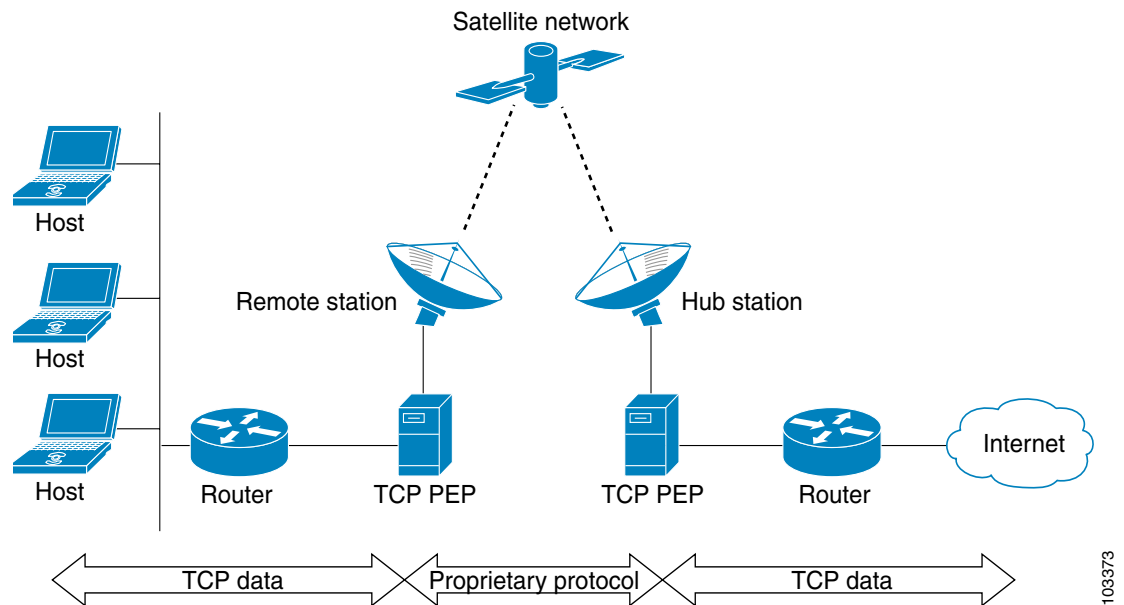 Satellite network
Host
Remote station
Hub station
Host
Internet
Host
Router
TCP PEP
TCP PEP
Router
TCP data
Proprietary protocol
TCP data
103373